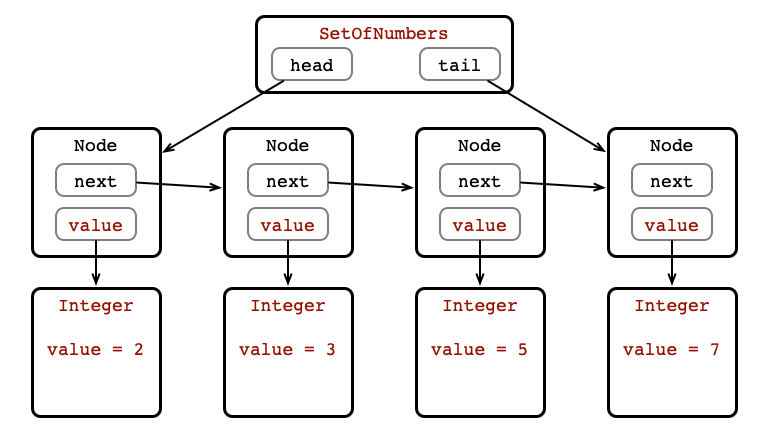 SetOfNumbers
head tail
Node Node Node Node
next next next next
value value value value
Integer Integer Integer Integer
value = 2 value = 3 value = 5 value = 7